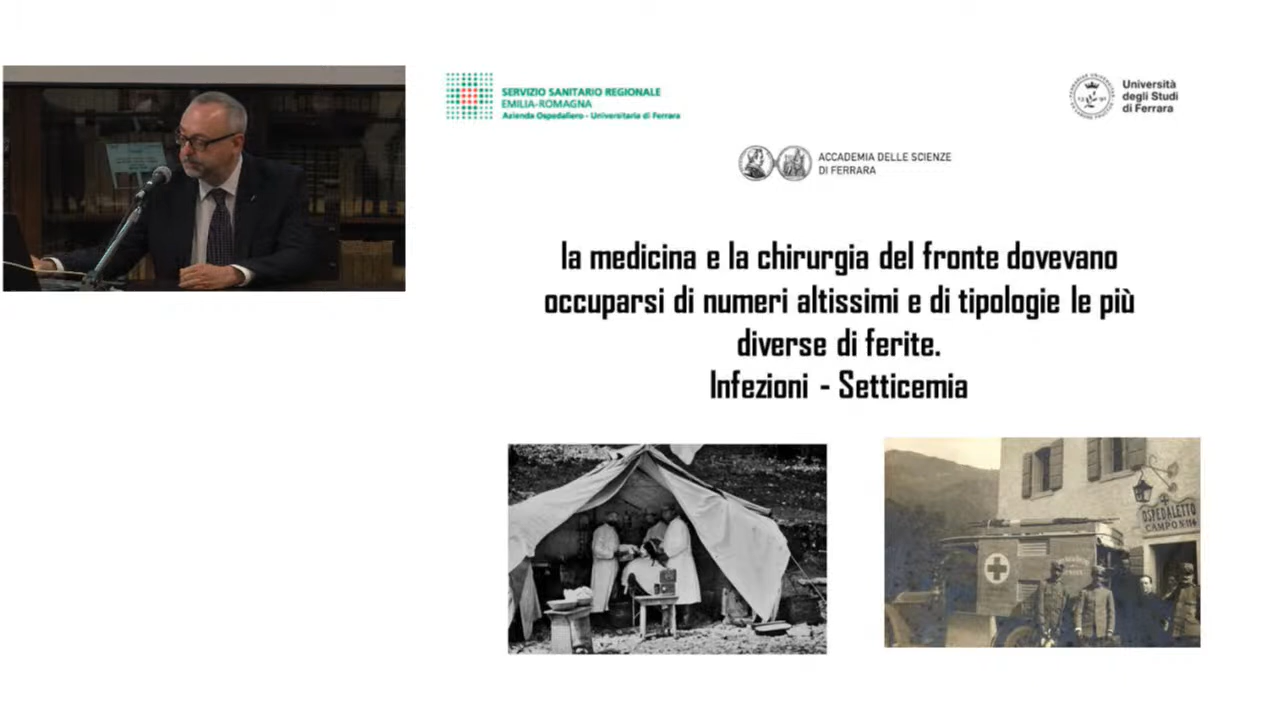 SERVIZIO SANITARIO REGIONALE
EMILIA-ROMAGNA
Azienda Ospedaliero - Universitaria di Ferrara
Università
degli Studi
di Ferrara
ACCADEMIA DELLE SCIENZE
DI FERRARA
la medicina e la chirurgia del fronte dovevano
occuparsi di numeri altissimi e di tipologie le più
diverse di ferite.
Infezioni - Setticemia
OSPEDALETTO